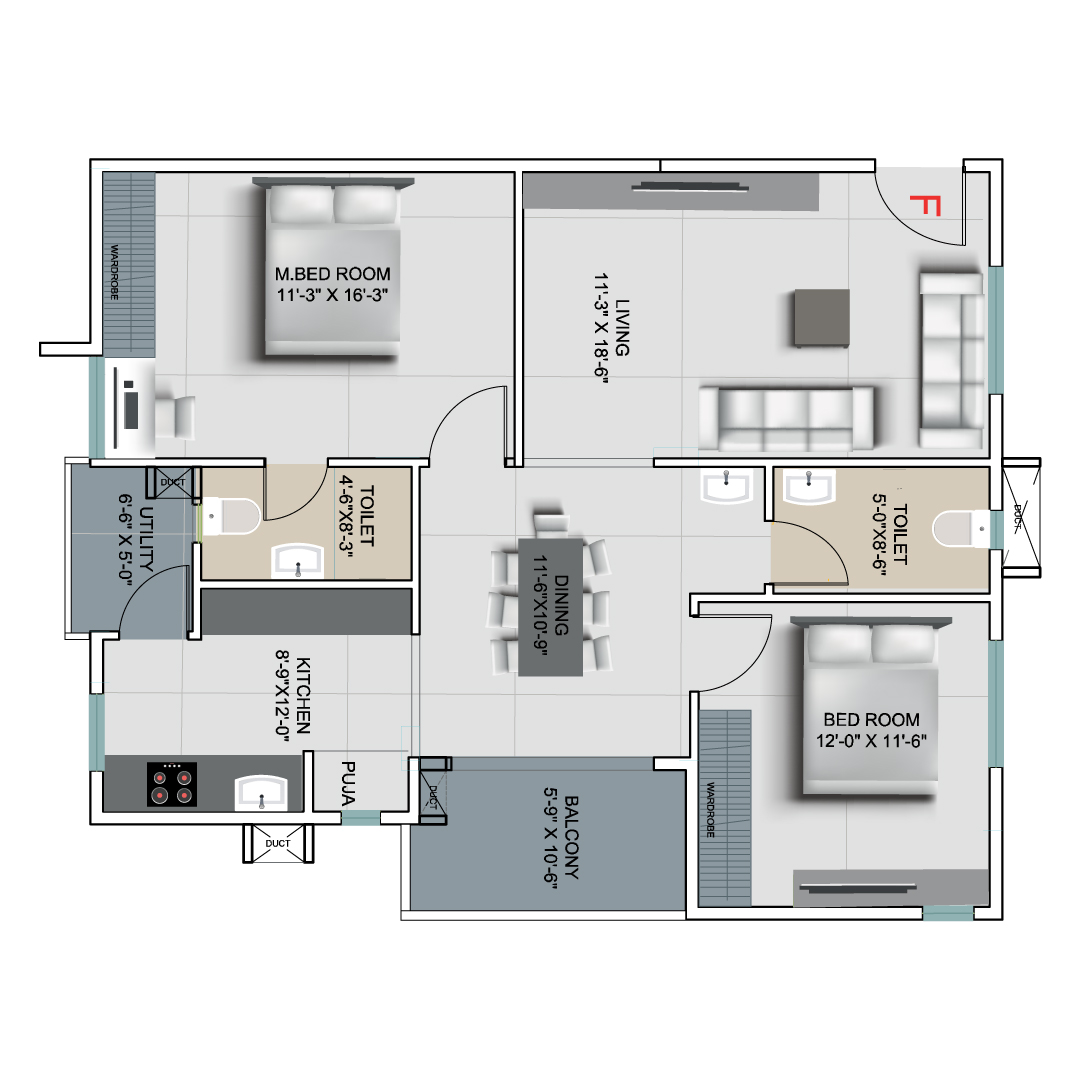 F
WARDROBE
M.BED ROOM
11'-3" X 16'-3"
LIVING
11'-3" X 18'-6"
DUCT
UTILITY
6'-6" X 5'-0"
TOILET
4'-6"X8'-3"
TOILET
5'-0"X8'-6"
DUCT
DINING
11'-6"X10'-9"
KITCHEN
8'-9"X12'-0"
BED ROOM
12'-0" X 11'-6"
PUJA
DUCT
BALCONY
5'-9" X 10'-6"
WARDROBE
DUCT